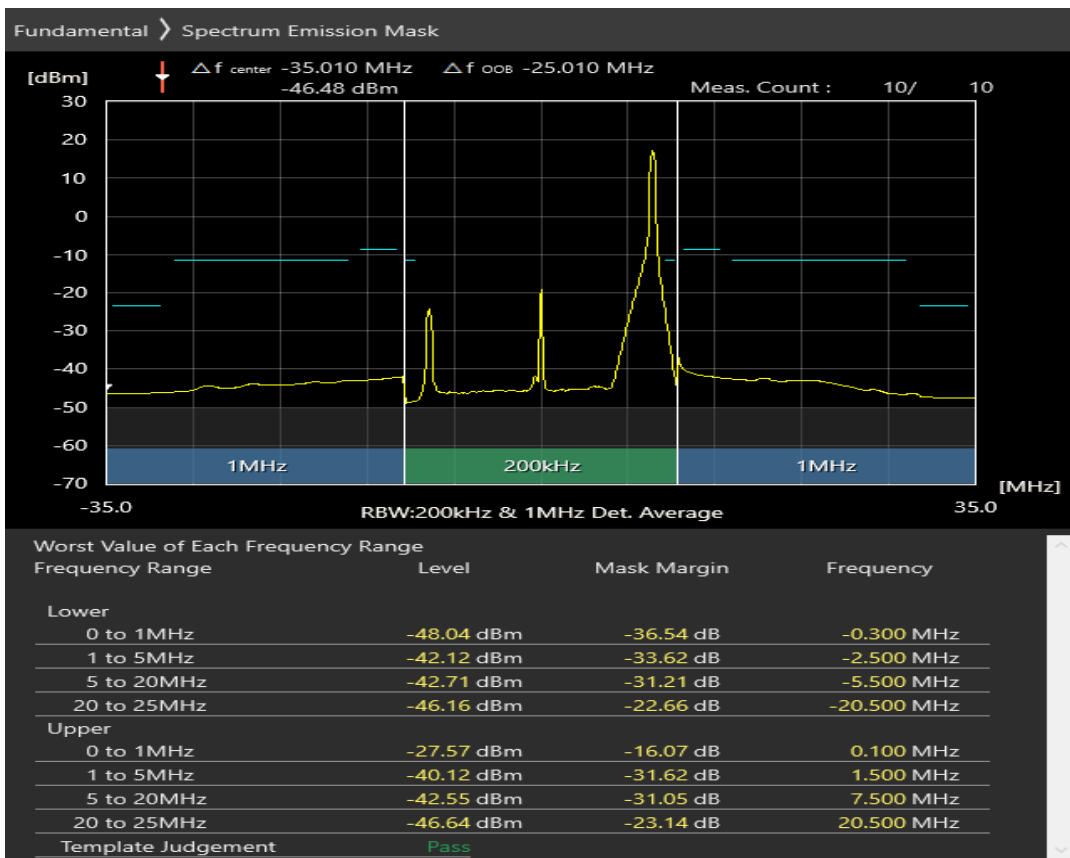 Fundamental 〉 Spectrum Emission Mask
[dBm] △f center -35.010 MHz △f OOB -25.010 MHz
-46.48 dBm Meas. Count : 10/ 10
30
20
10
0
-10
-20
-30
-40
-50
-60
-70
1MHz 200kHz 1MHz
[MHz]
-35.0 RBW:200kHz & 1MHz Det. Average 35.0
Worst Value of Each Frequency Range
Frequency Range Level Mask Margin Frequency
Lower
0 to 1MHz -48.04 dBm -36.54 dB -0.300 MHz
1 to 5MHz -42.12 dBm -33.62 dB -2.500 MHz
5 to 20MHz -42.71 dBm -31.21 dB -5.500 MHz
20 to 25MHz -46.16 dBm -22.66 dB -20.500 MHz
Upper
0 to 1MHz -27.57 dBm -16.07 dB 0.100 MHz
1 to 5MHz -40.12 dBm -31.62 dB 1.500 MHz
5 to 20MHz -42.55 dBm -31.05 dB 7.500 MHz
20 to 25MHz -46.64 dBm -23.14 dB 20.500 MHz
Template Judgement Pass